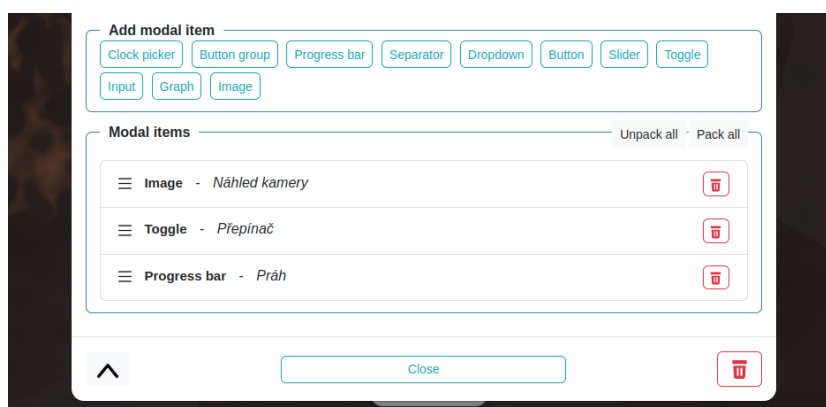 Add modal item
Clock picker Button group Progress bar Separator Dropdown Button Slider Toggle
Input Graph Image
Modal items Unpack all Pack all
Image - Náhled kamery
Toggle - Přepínač
Progress bar - Práh
Close